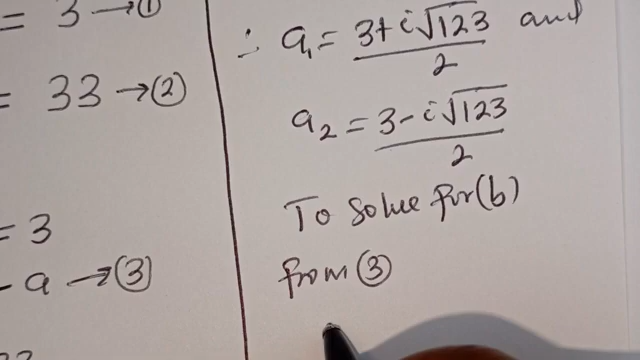 = 3 → ①
= 33 → ②
= 3
- a → ③
∴ a₁ = 3 + i√123 / 2 and
a₂ = 3 - i√123 / 2
To solve for (b)
from ③